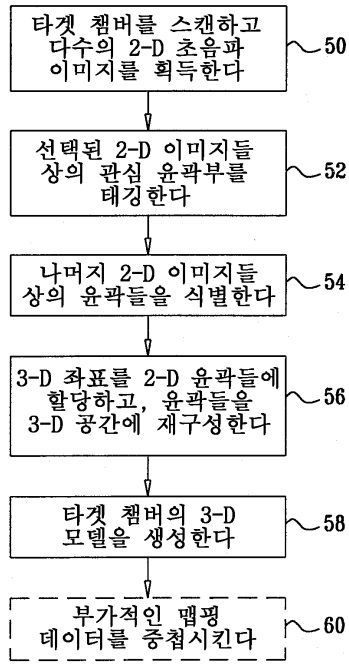 타겟 챔버를 스캔하고
다수의 2-D 초음파
이미지를 획득한다
50
선택된 2-D 이미지들
상의 관심 윤곽부를
태깅한다
52
나머지 2-D 이미지들
상의 윤곽들을 식별한다
54
3-D 좌표를 2-D 윤곽들에
할당하고, 윤곽들을
3-D 공간에 재구성한다
56
타겟 챔버의 3-D
모델을 생성한다
58
부가적인 맵핑
데이터를 중첩시킨다
60